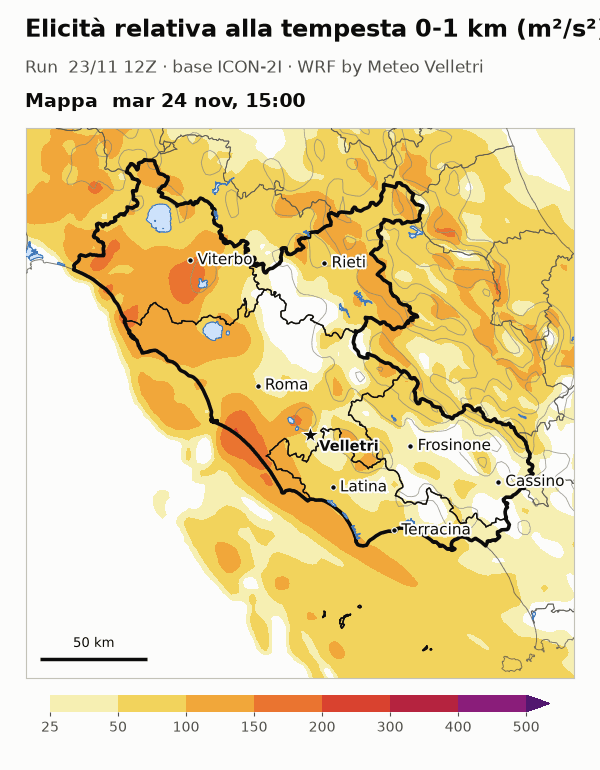 Elicità relativa alla tempesta 0-1 km (m²/s²)
Run 23/11 12Z · base ICON-2I · WRF by Meteo Velletri
Mappa mar 24 nov, 15:00
Viterbo
Rieti
Roma
Velletri
Frosinone
Cassino
Latina
Terracina
50 km
25 50 100 150 200 300 400 500